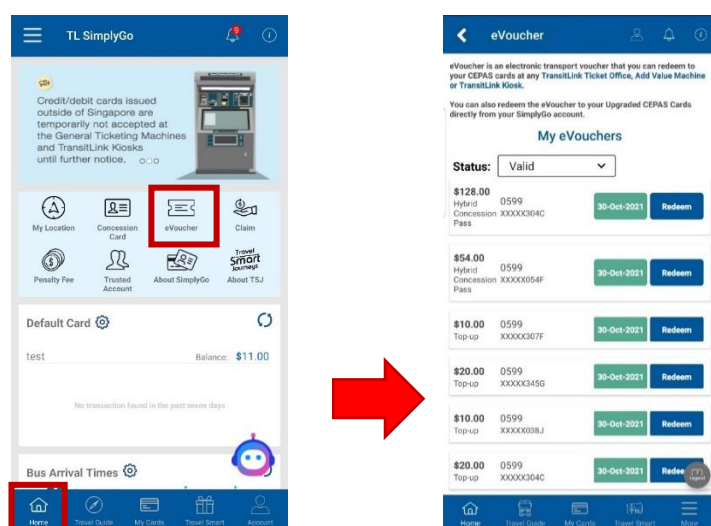 TL SimplyGo
9
Credit/debit cards issued
outside of Singapore are
temporarily not accepted at
the General Ticketing Machines
and TransitLink Kiosks
until further notice.
My Location
Concession
Card
eVoucher
Claim
Penalty Fee
Trusted
Account
About SimplyGo
Travel
Smart
Journeys
About TSJ
Default Card
test
Balance: $11.00
No transaction found in the past seven days
Bus Arrival Times
Home
Travel Guide
My Cards
Travel Smart
Account
eVoucher
eVoucher is an electronic transport voucher that you can redeem to
your CEPAS cards at any TransitLink Ticket Office, Add Value Machine
or TransitLink Kiosk.
You can also redeem the eVoucher to your Upgraded CEPAS Cards
directly from your SimplyGo account.
My eVouchers
Status: Valid
$128.00
Hybrid
Concession
Pass
0599
XXXXX304C
30-Oct-2021
Redeem
$54.00
Hybrid
Concession
Pass
0599
XXXXX054F
30-Oct-2021
Redeem
$10.00
Top-up
0599
XXXXX307F
30-Oct-2021
Redeem
$20.00
Top-up
0599
XXXXX345G
30-Oct-2021
Redeem
$10.00
Top-up
0599
XXXXX038J
30-Oct-2021
Redeem
$20.00
Top-up
0599
XXXXX304C
30-Oct-2021
Redee
Legend
Home
Travel Guide
My Cards
Travel Smart
More